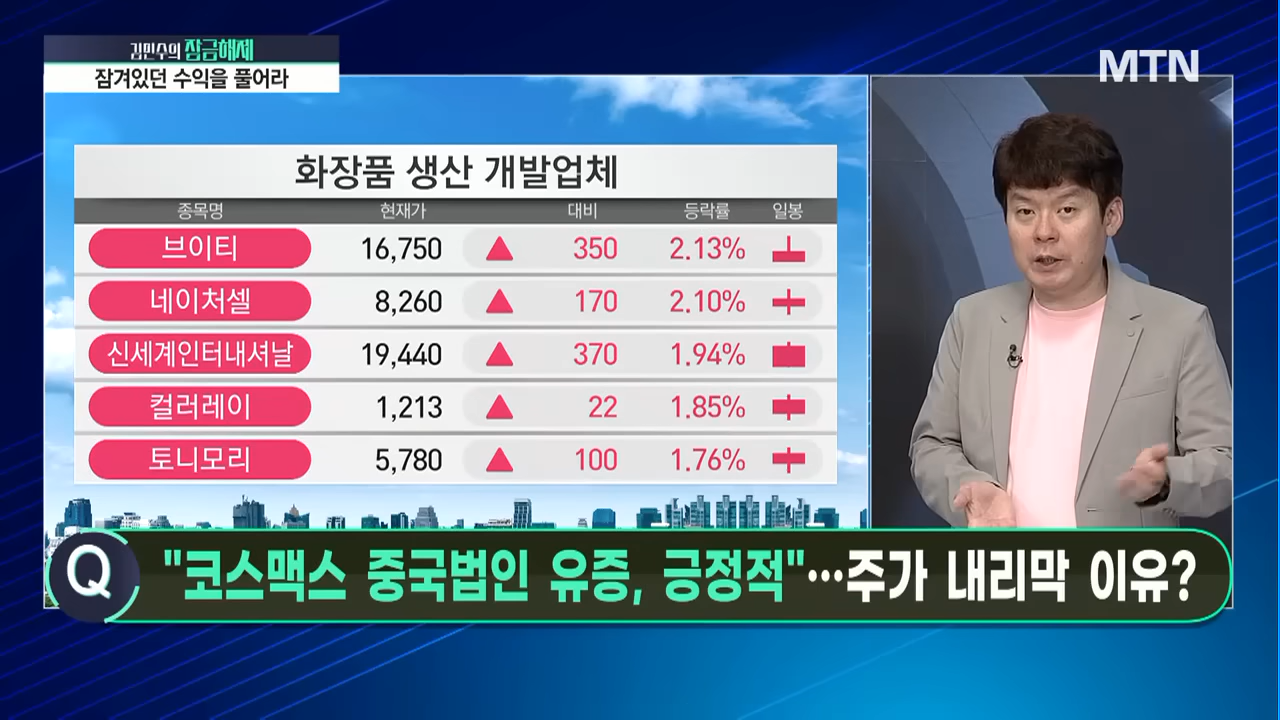 김민수의 잠금해제
잠겨있던 수익을 풀어라
MTN
화장품 생산 개발업체
종목명 현재가 대비 등락률 일봉
브이티 16,750 ▲ 350 2.13%
네이처셀 8,260 ▲ 170 2.10%
신세계인터내셔날 19,440 ▲ 370 1.94%
컬러레이 1,213 ▲ 22 1.85%
토니모리 5,780 ▲ 100 1.76%
Q "코스맥스 중국법인 유증, 긍정적"…주가 내리막 이유?